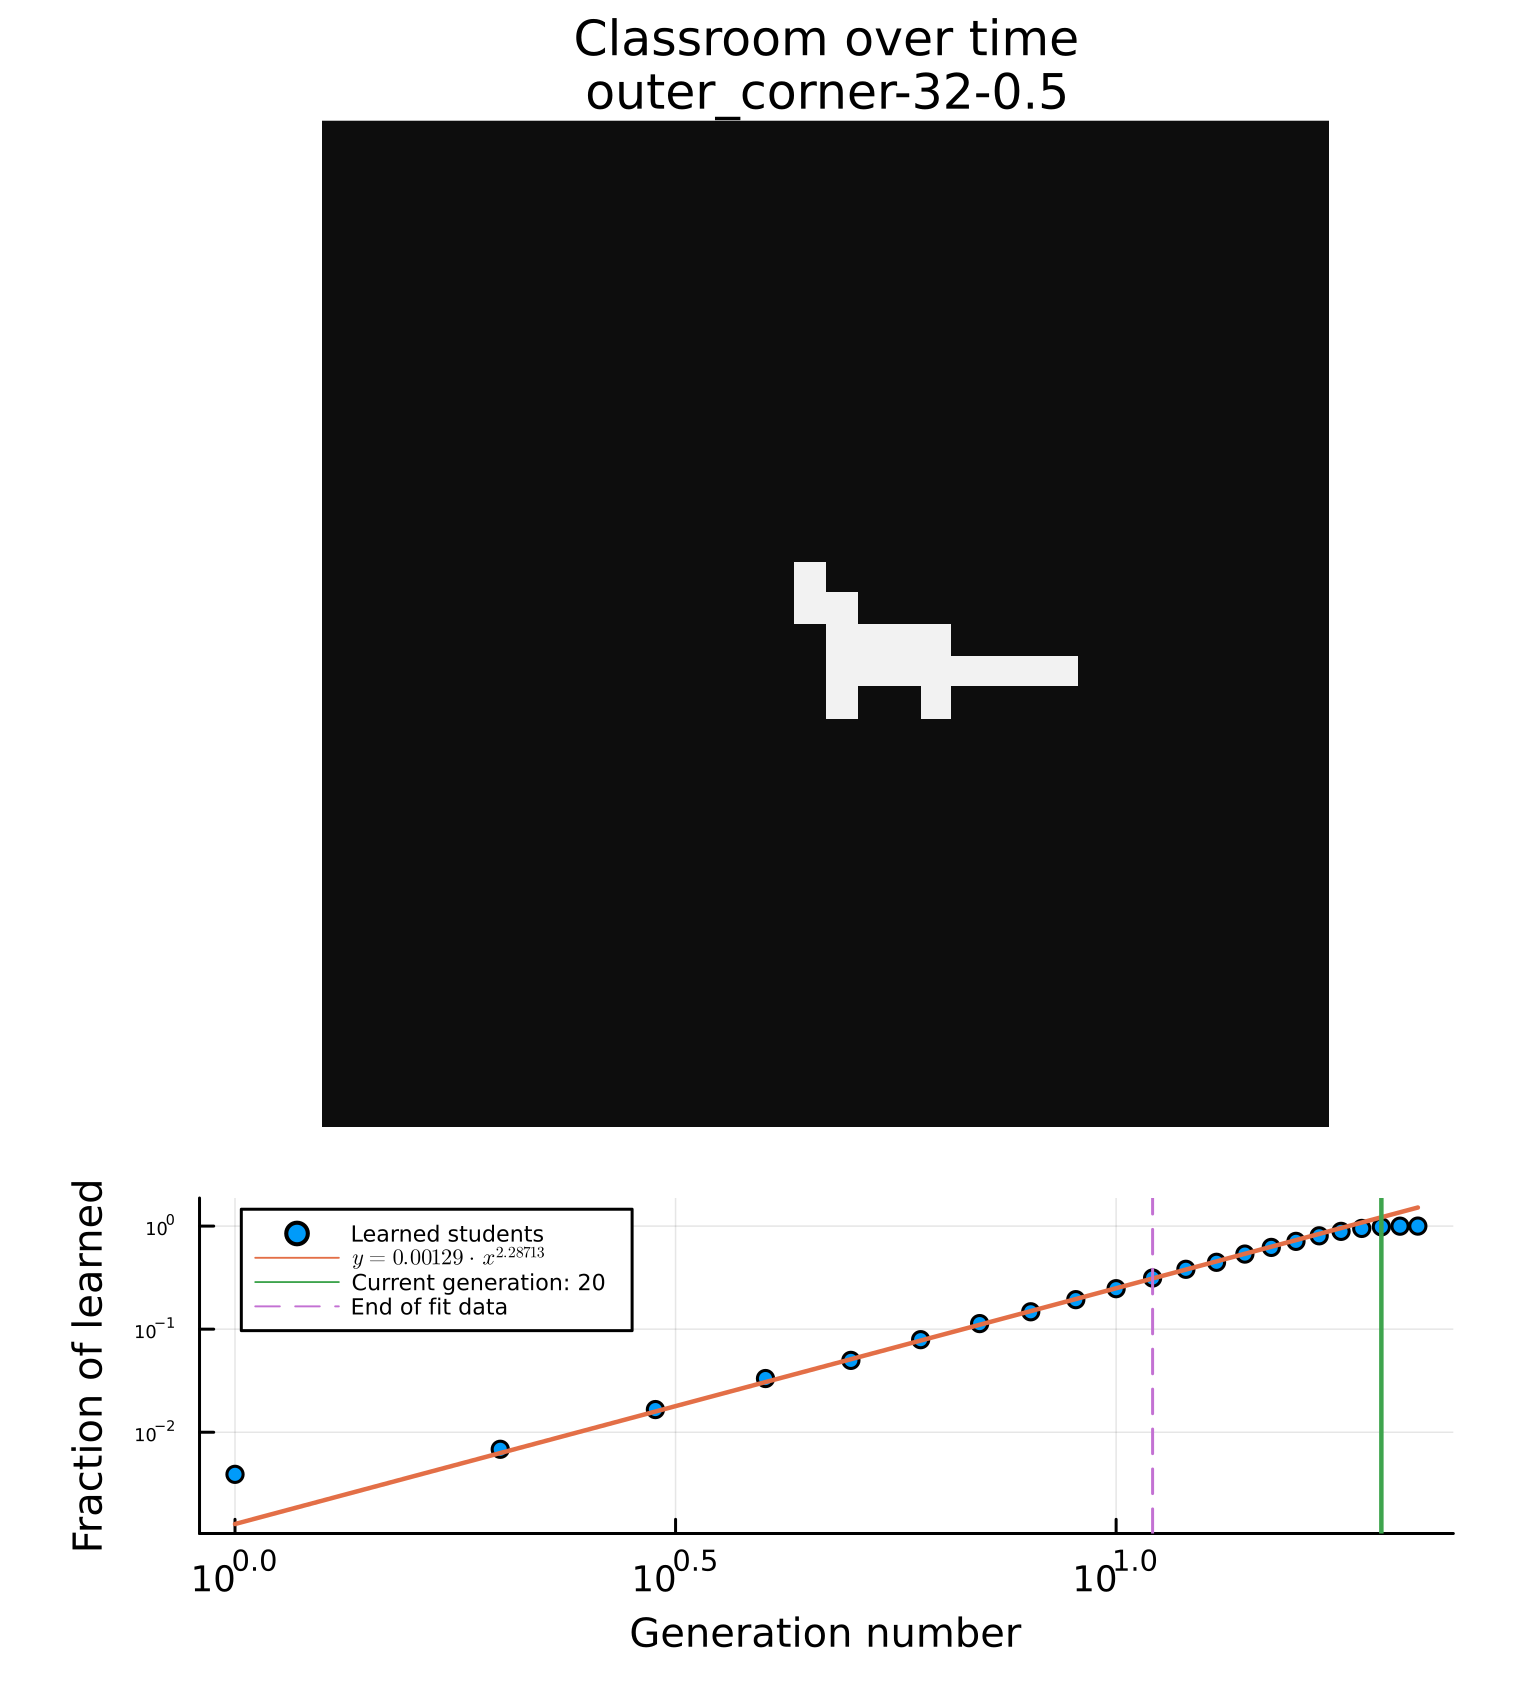 Classroom over time
outer_corner-32-0.5
Fraction of learned
10^0
10^−1
10^−2
Learned students
y = 0.00129 · x^2.28713
Current generation: 20
End of fit data
10^0.0 10^0.5 10^1.0
Generation number